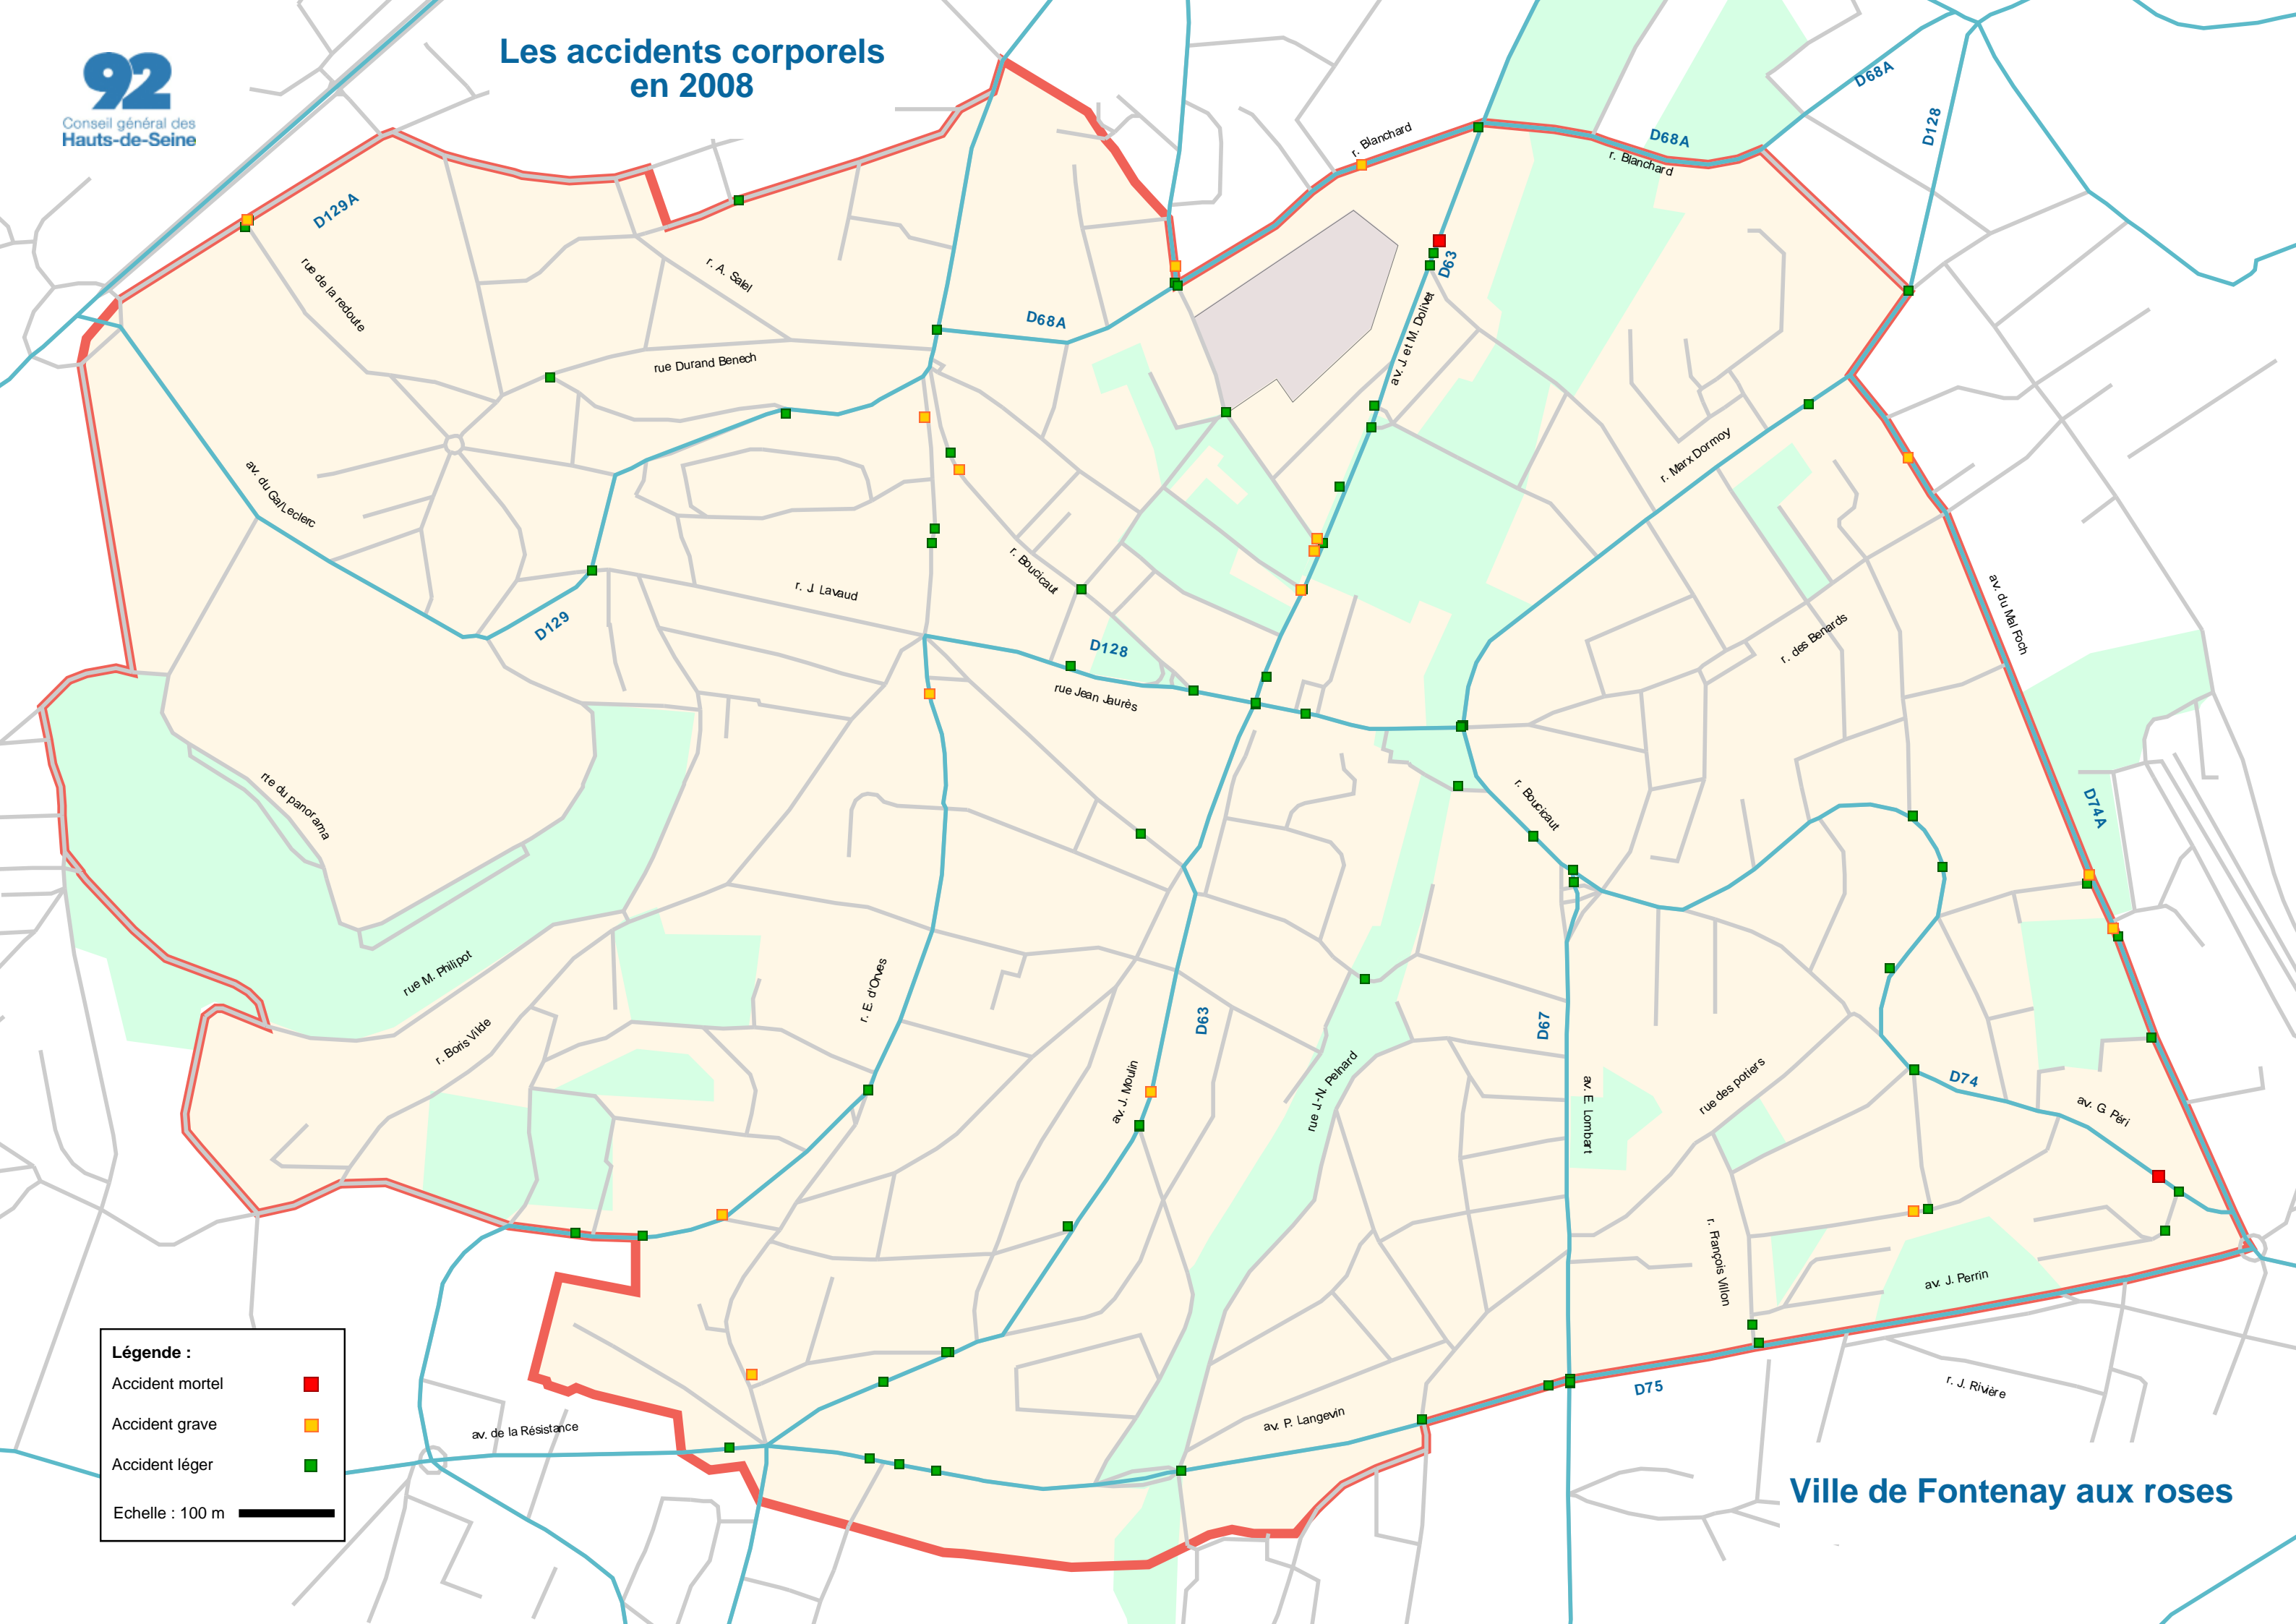 Les accidents corporels
en 2008
92
Conseil général des
Hauts-de-Seine
D68A
D128
r. Blanchard
D68A
r. Blanchard
D129A
rue de la redoute
r. A. Salel
D63
D68A
av. J. et M. Dolivet
rue Durand Benech
r. Marx Dormoy
av. du Gal/Leclerc
r. Boucicaut
r. J. Lavaud
av. du Mal Foch
D129
r. des Benards
D128
rue Jean Jaurès
rte du panorama
r. Boucicaut
D74A
rue M. Philipot
r. E. d'Orves
D63
D67
r. Boris Vilde
av. J. Moulin
rue J.-N. Pelnard
av. E. Lombart
rue des potiers
D74
av. G. Péri
r. François Villon
av. J. Perrin
Légende :
Accident mortel
Accident grave
Accident léger
Echelle : 100 m
av. de la Résistance
av. P. Langevin
D75
r. J. Rivière
Ville de Fontenay aux roses